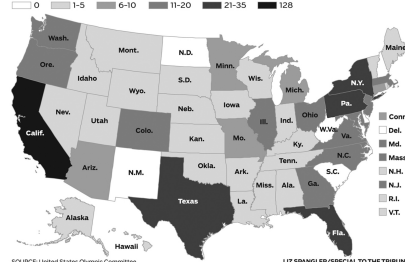 0 1-5 6-10 11-20 21-35 128
Wash.
Ore.
Calif.
Nev.
Idaho
Mont.
Wyo.
Utah
Ariz.
Colo.
N.M.
N.D.
S.D.
Neb.
Kan.
Okla.
Texas
Minn.
Iowa
Mo.
Ark.
La.
Wis.
Ill.
Mich.
Ind.
Ohio
Ky.
Tenn.
Miss.
Ala.
Ga.
Fla.
S.C.
N.C.
Va.
W.Va.
Pa.
N.Y.
Maine
Alaska
Hawaii
Conn
Del.
Md.
Mass
N.H.
N.J.
R.I.
V.T.
SOURCE: United States Olympic Committee
LIZ SPANGLER/SPECIAL TO THE TRIBUN